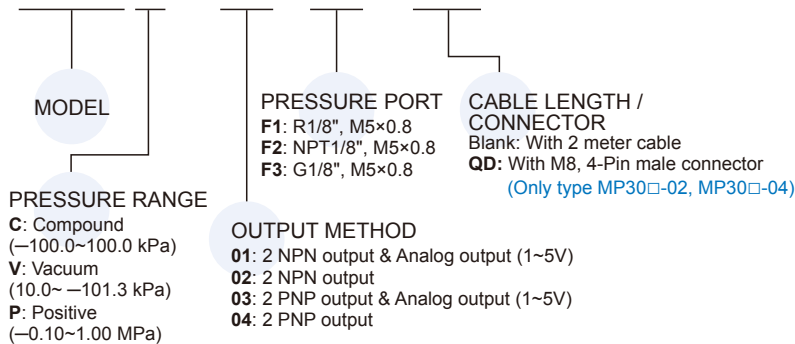 MODEL
PRESSURE RANGE
C: Compound
(—100.0~100.0 kPa)
V: Vacuum
(10.0~ —101.3 kPa)
P: Positive
(—0.10~1.00 MPa)
OUTPUT METHOD
01: 2 NPN output & Analog output (1~5V)
02: 2 NPN output
03: 2 PNP output & Analog output (1~5V)
04: 2 PNP output
PRESSURE PORT
F1: R1/8", M5×0.8
F2: NPT1/8", M5×0.8
F3: G1/8", M5×0.8
CABLE LENGTH /
CONNECTOR
Blank: With 2 meter cable
QD: With M8, 4-Pin male connector
(Only type MP30□-02, MP30□-04)